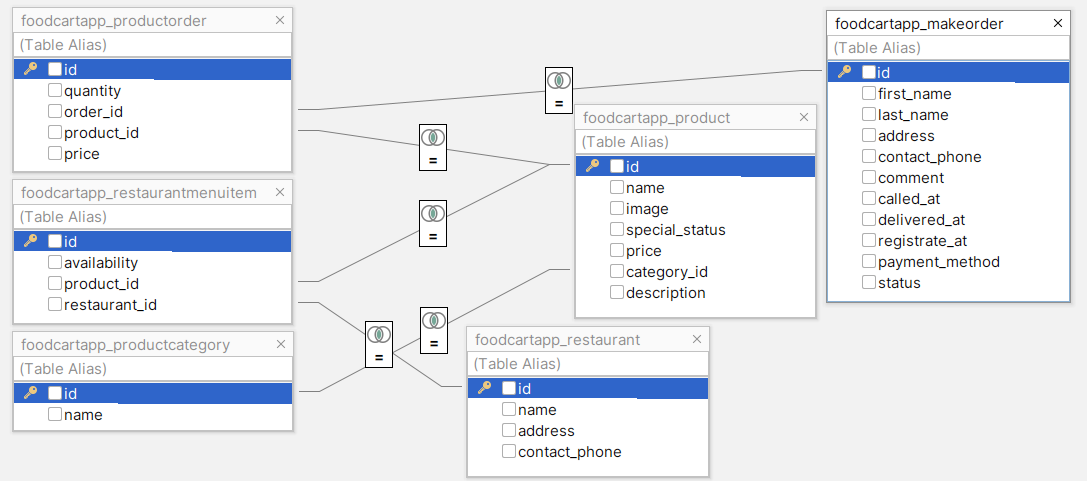 foodcartapp_productorder
(Table Alias)
id
quantity
order_id
product_id
price
foodcartapp_restaurantmenuitem
(Table Alias)
id
availability
product_id
restaurant_id
foodcartapp_productcategory
(Table Alias)
id
name
=
=
=
=
=
foodcartapp_product
(Table Alias)
id
name
image
special_status
price
category_id
description
foodcartapp_restaurant
(Table Alias)
id
name
address
contact_phone
foodcartapp_makeorder
(Table Alias)
id
first_name
last_name
address
contact_phone
comment
called_at
delivered_at
registrate_at
payment_method
status